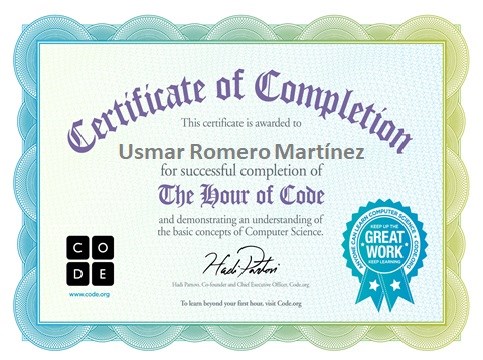 Certificate of Completion
This certificate is awarded to
Usmar Romero Martínez
for successful completion of
The Hour of Code
and demonstrating an understanding of
the basic concepts of Computer Science.
Hadi Partovi
Hadi Partovi, Co-founder and Chief Executive Officer, Code.org
To learn beyond your first hour, visit Code.org
C O
D E
www.code.org
ANYONE CAN LEARN COMPUTER SCIENCE • CODE.ORG •
KEEP UP THE
GREAT
WORK
KEEP LEARNING